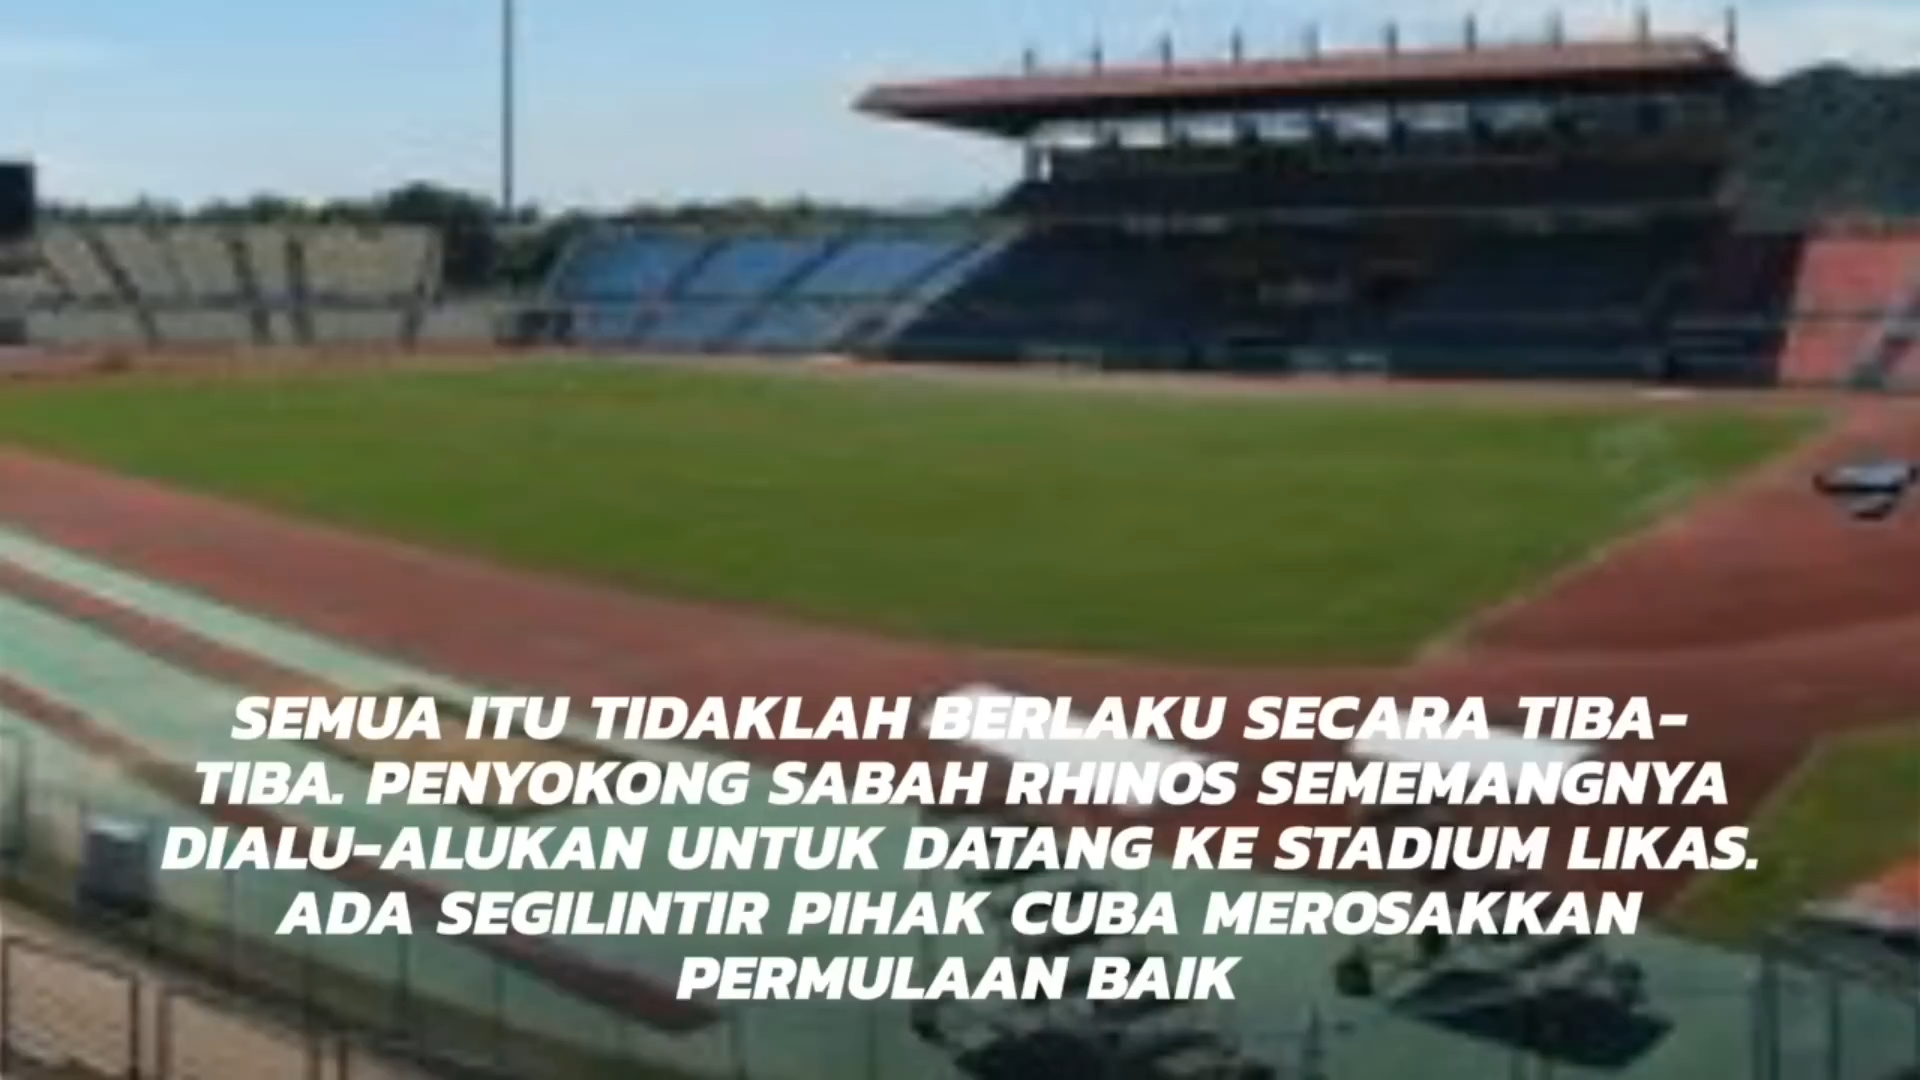 SEMUA ITU TIDAKLAH BERLAKU SECARA TIBA-
TIBA. PENYOKONG SABAH RHINOS SEMEMANGNYA
DIALU-ALUKAN UNTUK DATANG KE STADIUM LIKAS.
ADA SEGILINTIR PIHAK CUBA MEROSAKKAN
PERMULAAN BAIK